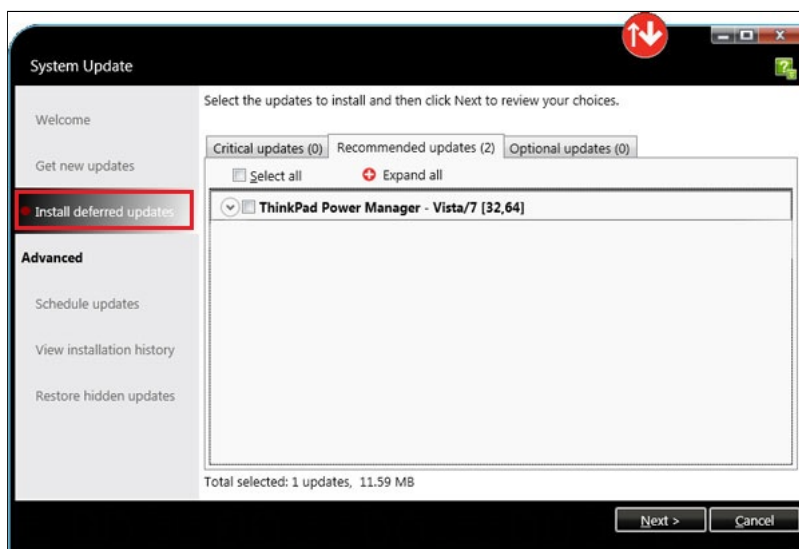 System Update
Select the updates to install and then click Next to review your choices.
Welcome
Get new updates
Install deferred updates
Advanced
Schedule updates
View installation history
Restore hidden updates
Critical updates (0) Recommended updates (2) Optional updates (0)
Select all Expand all
ThinkPad Power Manager - Vista/7 [32,64]
Total selected: 1 updates, 11.59 MB
Next > Cancel